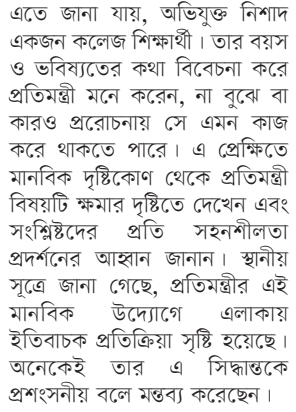 এতে জানা যায়, অভিযুক্ত নিশাদ
একজন কলেজ শিক্ষার্থী। তার বয়স
ও ভবিষ্যতের কথা বিবেচনা করে
প্রতিমন্ত্রী মনে করেন, না বুঝে বা
কারও প্ররোচনায় সে এমন কাজ
করে থাকতে পারে। এ প্রেক্ষিতে
মানবিক দৃষ্টিকোণ থেকে প্রতিমন্ত্রী
বিষয়টি ক্ষমার দৃষ্টিতে দেখেন এবং
সংশ্লিষ্টদের প্রতি সহনশীলতা
প্রদর্শনের আহ্বান জানান। স্থানীয়
সূত্রে জানা গেছে, প্রতিমন্ত্রীর এই
মানবিক উদ্যোগে এলাকায়
ইতিবাচক প্রতিক্রিয়া সৃষ্টি হয়েছে।
অনেকেই তার এ সিদ্ধান্তকে
প্রশংসনীয় বলে মন্তব্য করেছেন।